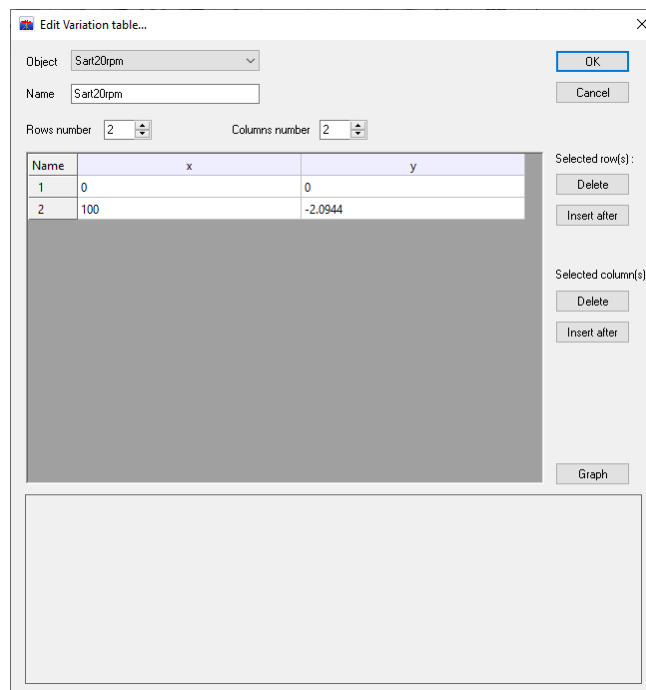 Edit Variation table...
Object Sart20rpm
OK
Name Sart20rpm
Cancel
Rows number 2 Columns number 2
Name x y
1 0 0
2 100 -2.0944
Selected row(s) :
Delete
Insert after
Selected column(s)
Delete
Insert after
Graph